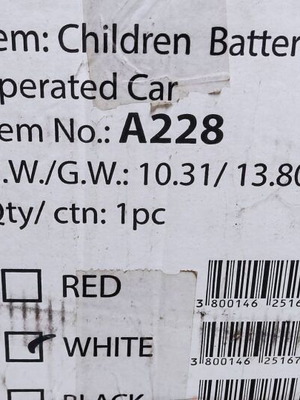 em: Children Batter
perated Car
em No.: A228
.W./G.W.: 10.31/ 13.80
Qty/ ctn: 1pc
RED
3 800146 2516
WHITE
3 800146 25167
BLACK